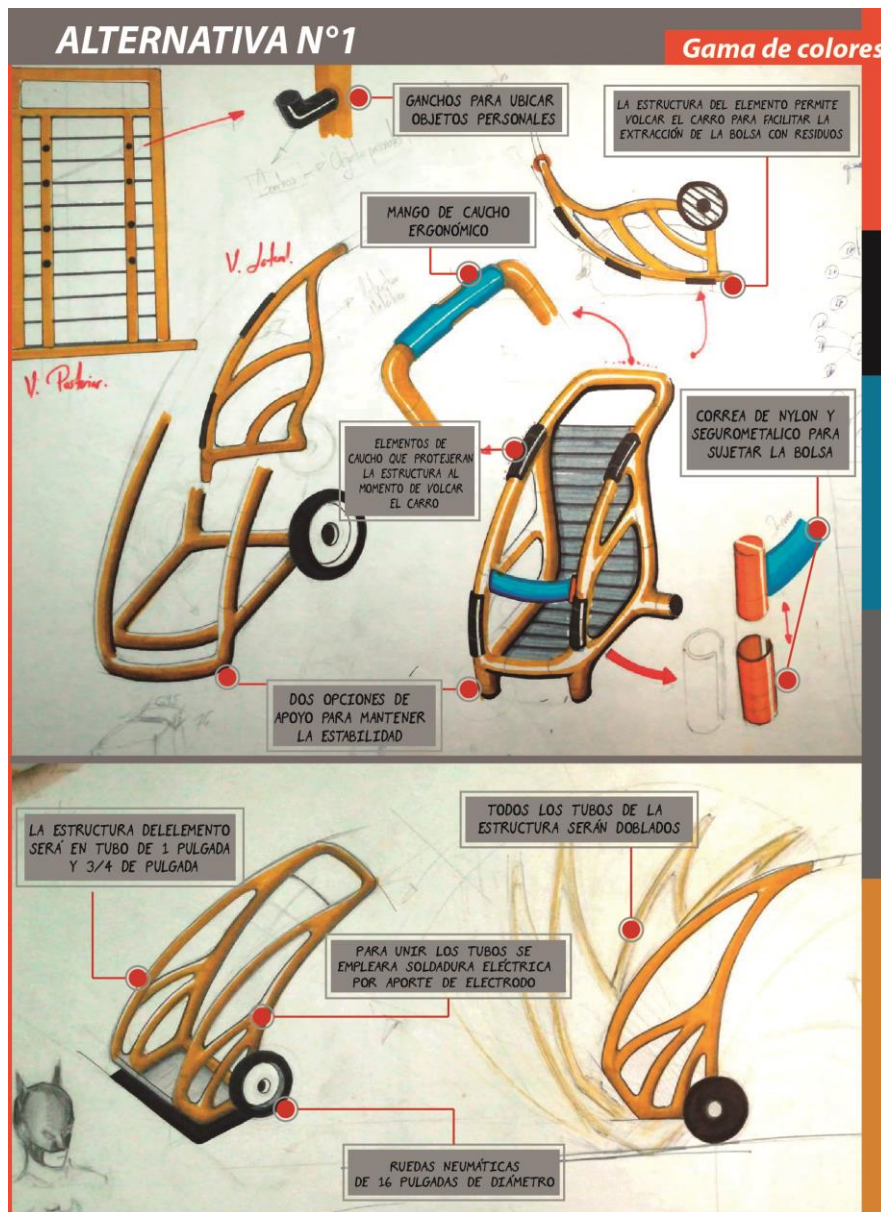 ALTERNATIVA N°1
Gama de colores
GANCHOS PARA UBICAR
OBJETOS PERSONALES
LA ESTRUCTURA DEL ELEMENTO PERMITE
VOLCAR EL CARRO PARA FACILITAR LA
EXTRACCIÓN DE LA BOLSA CON RESIDUOS
MANGO DE CAUCHO
ERGONÓMICO
V. Lateral.
V. Posterior.
ELEMENTOS DE
CAUCHO QUE PROTEJERAN
LA ESTRUCTURA AL
MOMENTO DE VOLCAR
EL CARRO
CORREA DE NYLON Y
SEGUROMETALICO PARA
SUJETAR LA BOLSA
DOS OPCIONES DE
APOYO PARA MANTENER
LA ESTABILIDAD
LA ESTRUCTURA DELELEMENTO
SERÁ EN TUBO DE 1 PULGADA
Y 3/4 DE PULGADA
TODOS LOS TUBOS DE LA
ESTRUCTURA SERÁN DOBLADOS
PARA UNIR LOS TUBOS SE
EMPLEARA SOLDADURA ELÉCTRICA
POR APORTE DE ELECTRODO
RUEDAS NEUMÁTICAS
DE 16 PULGADAS DE DIÁMETRO